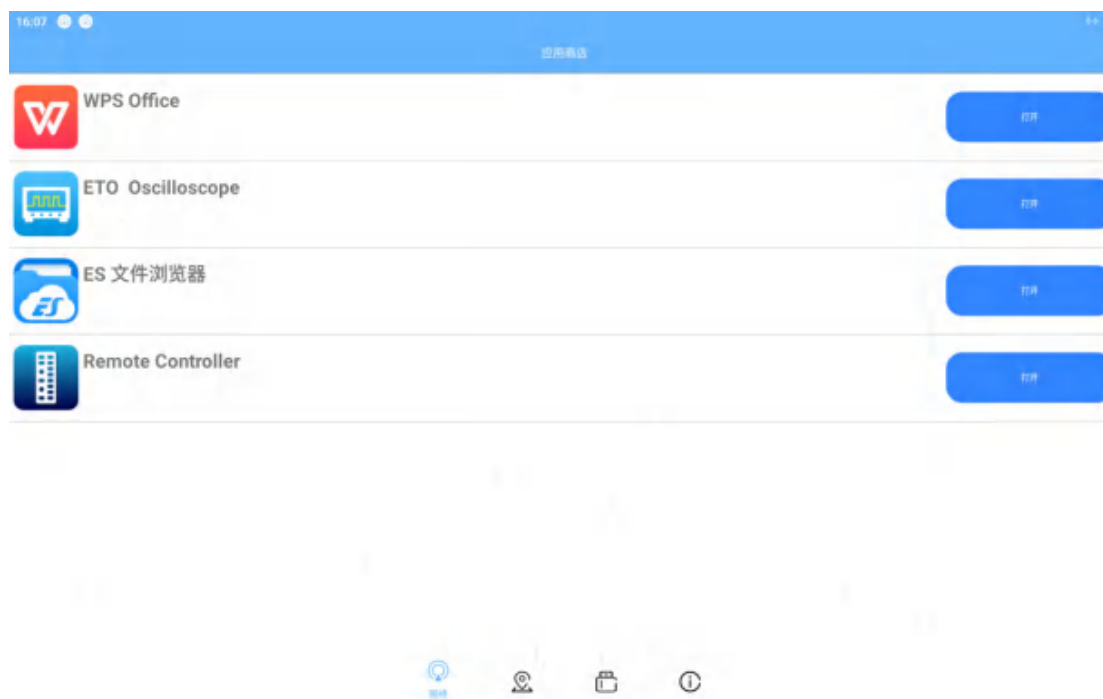 16:07
应用商店
WPS Office
打开
ETO Oscilloscope
打开
ES 文件浏览器
打开
Remote Controller
打开